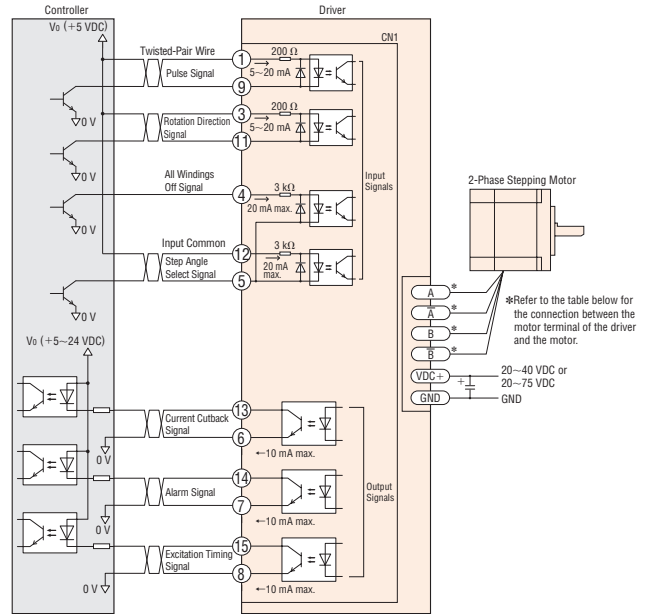 Controller
Driver
V0 (+5 VDC)
CN1
Twisted-Pair Wire
1
200 Ω
Pulse Signal
5~20 mA
9
0 V
3
200 Ω
Rotation Direction
Signal
5~20 mA
11
0 V
Input
Signals
All Windings
Off Signal
4
3 kΩ
20 mA max.
0 V
2-Phase Stepping Motor
Input Common
12
3 kΩ
Step Angle
Select Signal
20 mA
max.
5
0 V
A *
A̅ *
B *
B̅ *
*Refer to the table below for
the connection between the
motor terminal of the driver
and the motor.
V0 (+5~24 VDC)
VDC+
+
20~40 VDC or
20~75 VDC
GND
GND
13
Current Cutback
Signal
6
←10 mA max.
0 V
14
Alarm Signal
7
←10 mA max.
0 V
Output
Signals
15
Excitation Timing
Signal
8
←10 mA max.
0 V